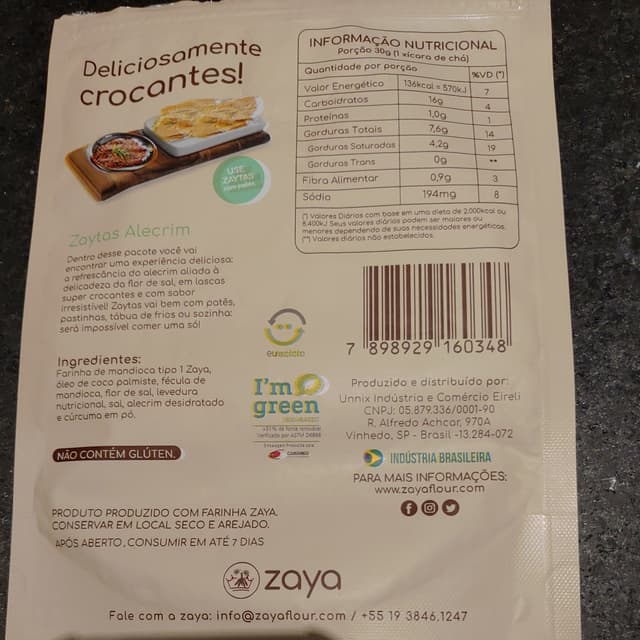 Deliciosamente
crocantes!
USE
ZAYTAS
com patês.
Zaytas Alecrim
Dentro desse pacote você vai
encontrar uma experiência deliciosa:
a refrescância do alecrim aliada à
delicadeza da flor de sal, em lascas
super crocantes e com sabor
irresistível! Zaytas vai bem com patês,
pastinhas, tábua de frios ou sozinha:
será impossível comer uma só!
Ingredientes:
Farinha de mandioca tipo 1 Zaya,
óleo de coco palmiste, fécula de
mandioca, flor de sal, levedura
nutricional, sal, alecrim desidratado
e cúrcuma em pó.
NÃO CONTÉM GLÚTEN.
INFORMAÇÃO NUTRICIONAL
Porção 30g (1 xícara de chá)
Quantidade por porção %VD (*)
Valor Energético 136kcal = 570kJ 7
Carboidratos 16g 4
Proteínas 1,0g 1
Gorduras Totais 7,6g 14
Gorduras Saturadas 4,2g 19
Gorduras Trans 0g **
Fibra Alimentar 0,9g 3
Sódio 194mg 8
(*) Valores Diários com base em uma dieta de 2,000kcal ou
8,400kJ Seus valores diários podem ser maiores ou
menores dependendo de suas necessidades energéticas.
(**) Valores diários não estabelecidos.
7 898929 160348
eureciclo
I'm
green
Produzido e distribuído por:
Unnix Indústria e Comércio Eireli
CNPJ: 05.879.336/0001-90
R. Alfredo Achcar, 970A
Vinhedo, SP - Brasil -13.284-072
INDÚSTRIA BRASILEIRA
PARA MAIS INFORMAÇÕES:
www.zayaflour.com
PRODUTO PRODUZIDO COM FARINHA ZAYA.
CONSERVAR EM LOCAL SECO E AREJADO.
APÓS ABERTO, CONSUMIR EM ATÉ 7 DIAS
zaya
Fale com a zaya: info@zayaflour.com / +55 19 3846,1247